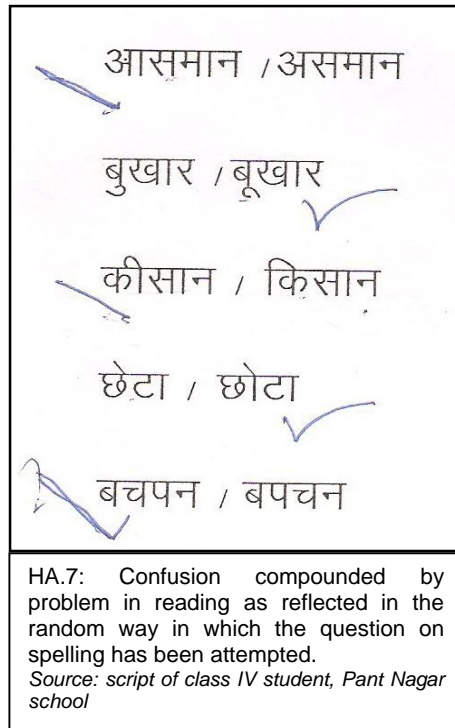 आसमान / असमान
बुखार / बूखार
कीसान / किसान
छेटा / छोटा
बचपन / बपचन
HA.7: Confusion compounded by
problem in reading as reflected in the
random way in which the question on
spelling has been attempted.
Source: script of class IV student, Pant Nagar
school